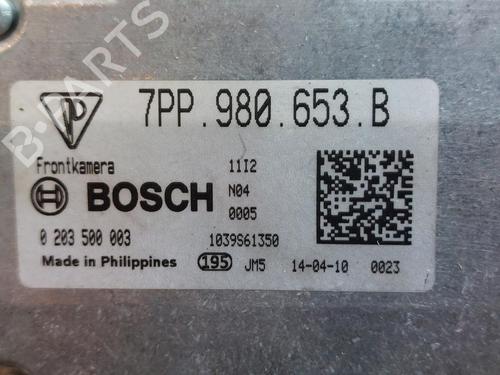 B-PARTS
P 7PP.980.653.B
Frontkamera 11I2
BOSCH N04
0005
0 203 500 003 1039S61350
Made in Philippines 195 JM5 14-04-10 0023